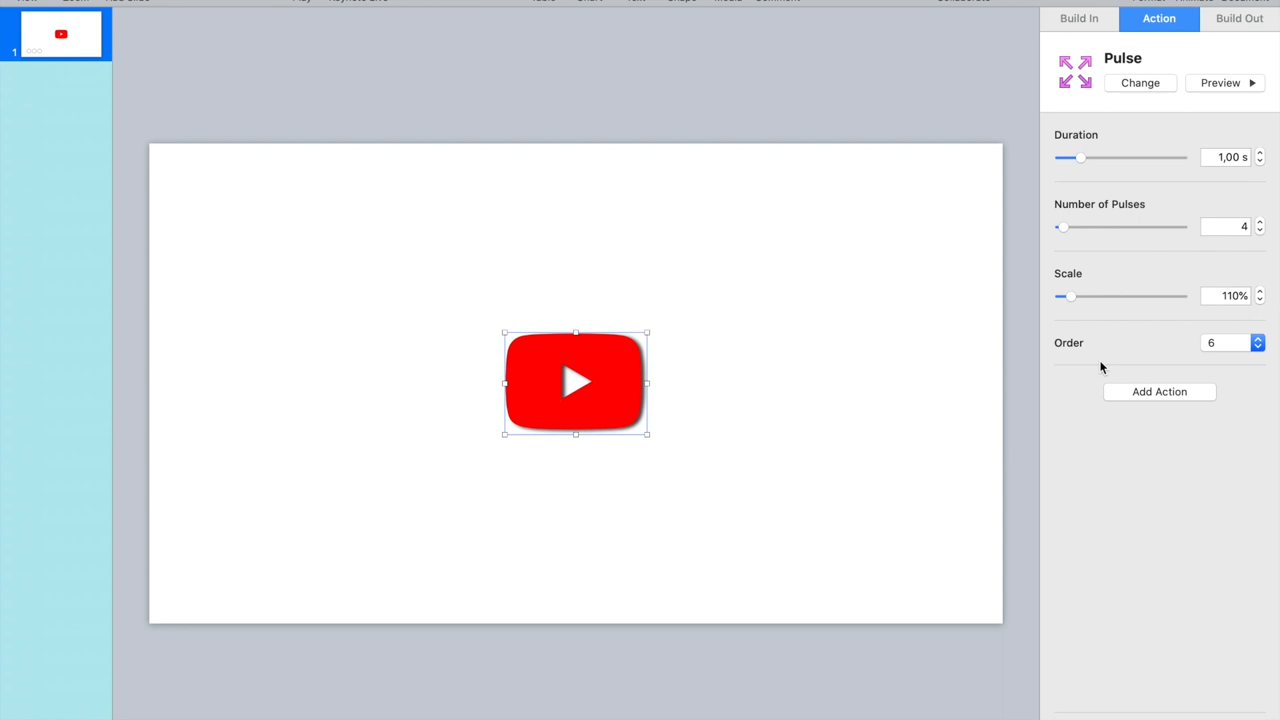 Build In
Action
Build Out
1
Pulse
Change
Preview
Duration
1,00 s
Number of Pulses
4
Scale
110%
Order
6
Add Action